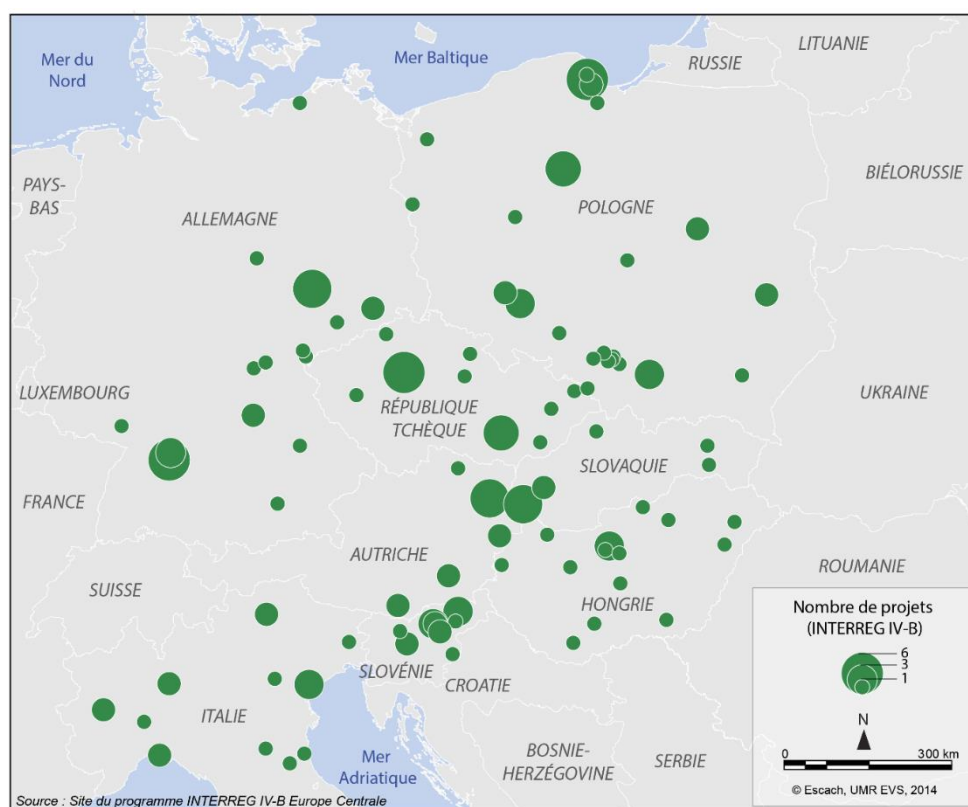 LITUANIE
Mer du
Nord
Mer Baltique
RUSSIE
PAYS-
BAS
BIÉLORUSSIE
ALLEMAGNE
POLOGNE
LUXEMBOURG
UKRAINE
RÉPUBLIQUE
TCHÈQUE
SLOVAQUIE
FRANCE
AUTRICHE
SUISSE
ROUMANIE
HONGRIE
SLOVÉNIE
CROATIE
ITALIE
Mer
Adriatique
BOSNIE-
HERZÉGOVINE
SERBIE
Nombre de projets
(INTERREG IV-B)
6
3
1
N
0 300 km
© Escach, UMR EVS, 2014
Source : Site du programme INTERREG IV-B Europe Centrale